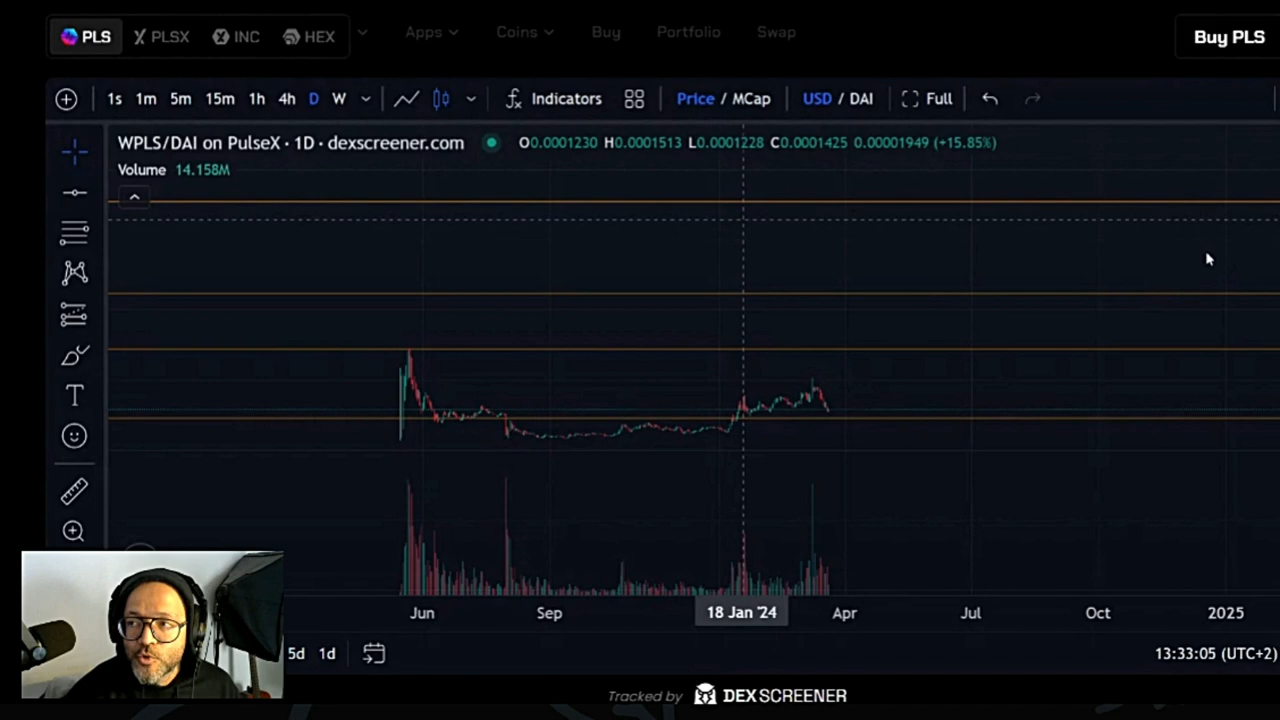 PLS PLSX INC HEX Apps Coins Buy Portfolio Swap Buy PLS
1s 1m 5m 15m 1h 4h D W Indicators Price / MCap USD / DAI Full
WPLS/DAI on PulseX · 1D · dexscreener.com O0.0001230 H0.0001513 L0.0001228 C0.0001425 0.00001949 (+15.85%)
Volume 14.158M
T
Jun Sep 18 Jan '24 Apr Jul Oct 2025
5d 1d 13:33:05 (UTC+2)
Tracked by DEX SCREENER